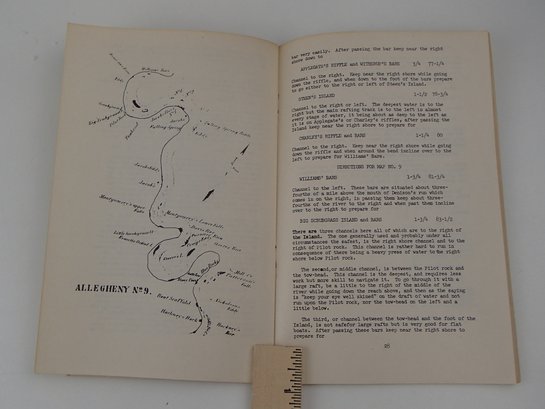 Williams Bars
Falling Spring
Montgomery's upper Falls
Montgomery's Lower Falls
ALLEGHENY Nº 9.
bar very easily. After passing the bar keep near the right
shore down to
APPLEGATE'S RIFFLE and WITHERUP'S BARS 3/4 77-1/4
Channel to the right. Keep near the right shore while going
down the riffle, and when down to the foot of the bars prepare
to go either to the right or left of Steen's Island.
STEEN'S ISLAND 1-1/2 78-3/4
Channel to the right or left. The deepest water is to the
right but the main rafting track is to the left in almost
every stage of water, it being about as deep to the left as
it is on Applegate's or Charley's riffles, after passing the
Island keep near the right shore to prepare for
CHARLEY'S RIFFLE and BARS 1-1/4 80
Channel to the right. Keep near the right shore while going
down the riffle and when around the bend incline over to the
left to prepare for Williams' Bars.
DIRECTIONS FOR MAP NO. 9
WILLIAMS' BARS 1-3/4 81-3/4
Channel to the left. These bars are situated about three-
fourths of a mile above the mouth of Denison's run which
comes in on the right, in passing them keep about three-
fourths of the river to the right and when past them incline
over to the right to prepare for
BIG SCRUBGRASS ISLAND and BARS 1-3/4 83-1/2
There are three channels here all of which are to the right of
the Island. The one generally used and probably under all
circumstances the safest, is the right shore channel and to the
right of Pilot rock. This channel is rather hard to run in
consequence of there being a heavy press of water to the right
shore below Pilot rock.
The second, or middle channel, is between the Pilot rock and
the tow-head. This channel is the deepest, and requires less
work but more skill to navigate it. To go through it with a
large raft, be a little to the right of the middle of the
river while going down the reach above, and then as the saying
is "keep your eye well skined" on the draft of water and not
run upon the Pilot rock, nor the tow-head on the left and a
little below.
The third, or channel between the tow-head and the foot of the
Island, is not safe for large rafts but is very good for flat
boats. After passing these bars keep near the right shore to
prepare for
28